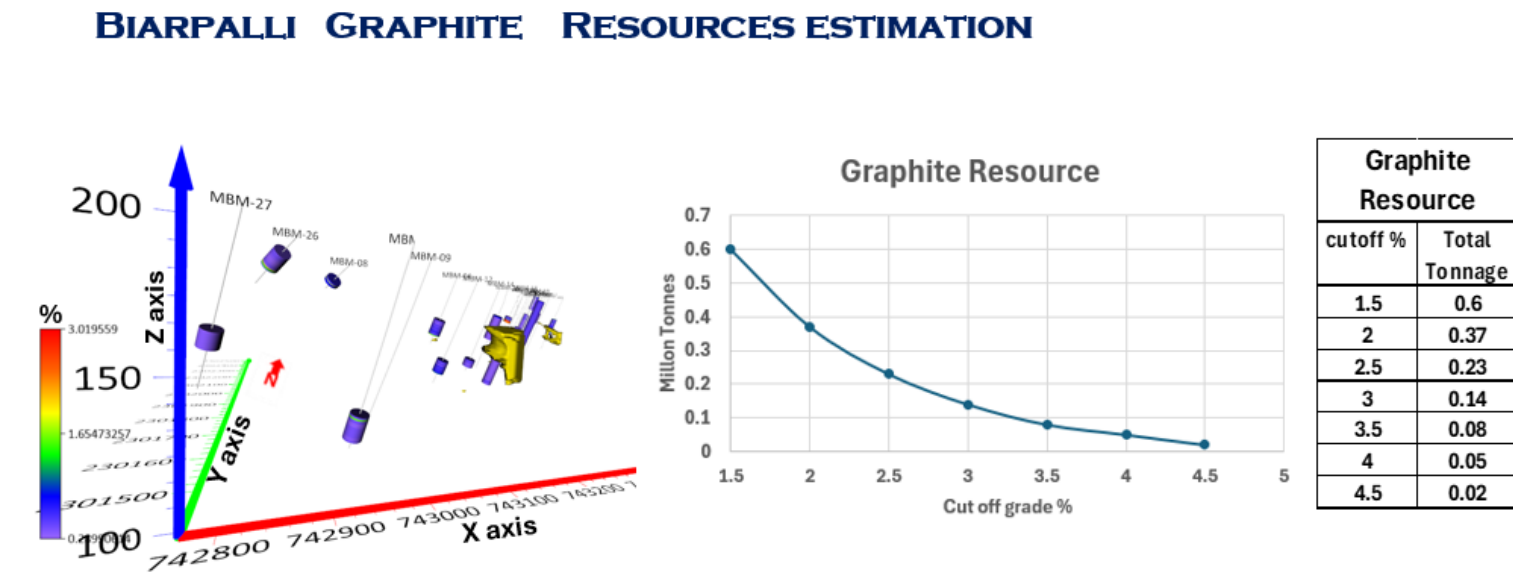 BIARPALLI GRAPHITE RESOURCES ESTIMATION
200
MBM-27
MBM-26
MBM-08
MBM-09
Z axis
%
3.019559
150
1.65473257
Y axis
N
230160
100
742800 742900 743000 743100 743200
X axis
Graphite Resource
0.7
0.6
0.5
0.4
0.3
0.2
0.1
0
Millon Tonnes
1.5 2 2.5 3 3.5 4 4.5 5
Cut off grade %
Graphite
Resource
cutoff % Total
Tonnage
1.5 0.6
2 0.37
2.5 0.23
3 0.14
3.5 0.08
4 0.05
4.5 0.02